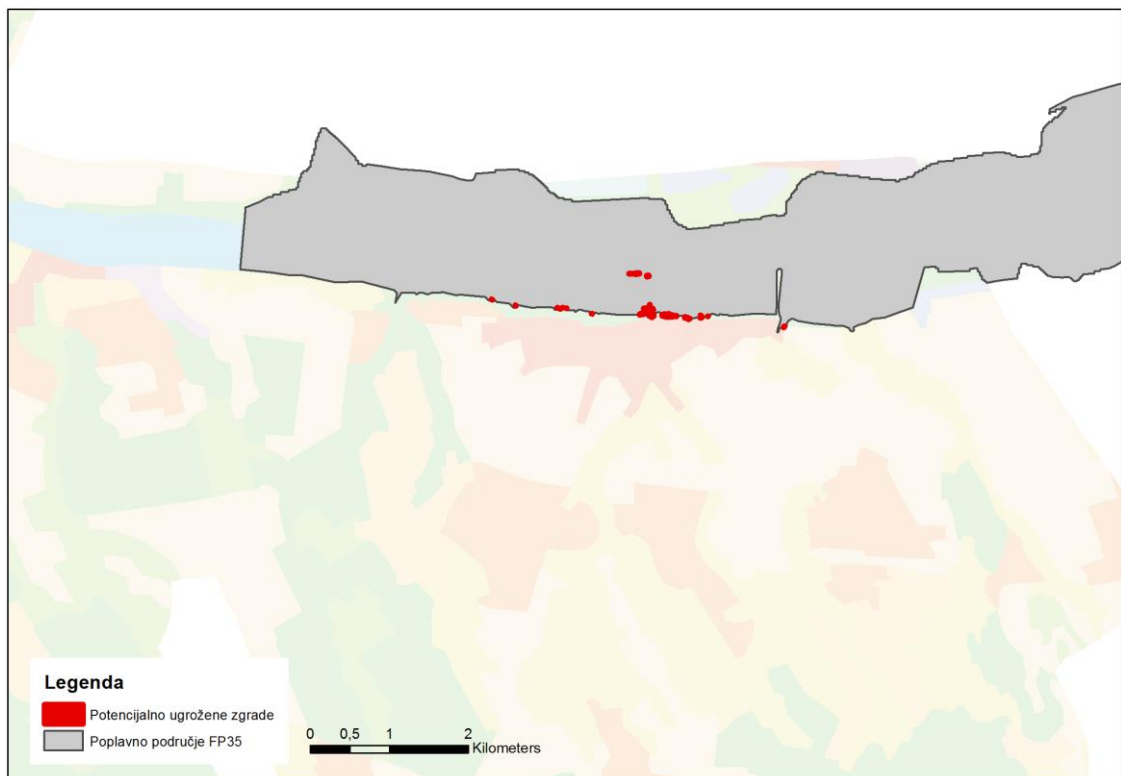 Legenda
Potencijalno ugrožene zgrade
Poplavno područje FP35
0 0,5 1 2
Kilometers